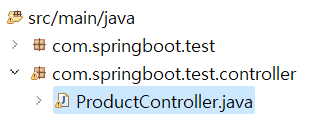 src/main/java
com.springboot.test
com.springboot.test.controller
ProductController.java